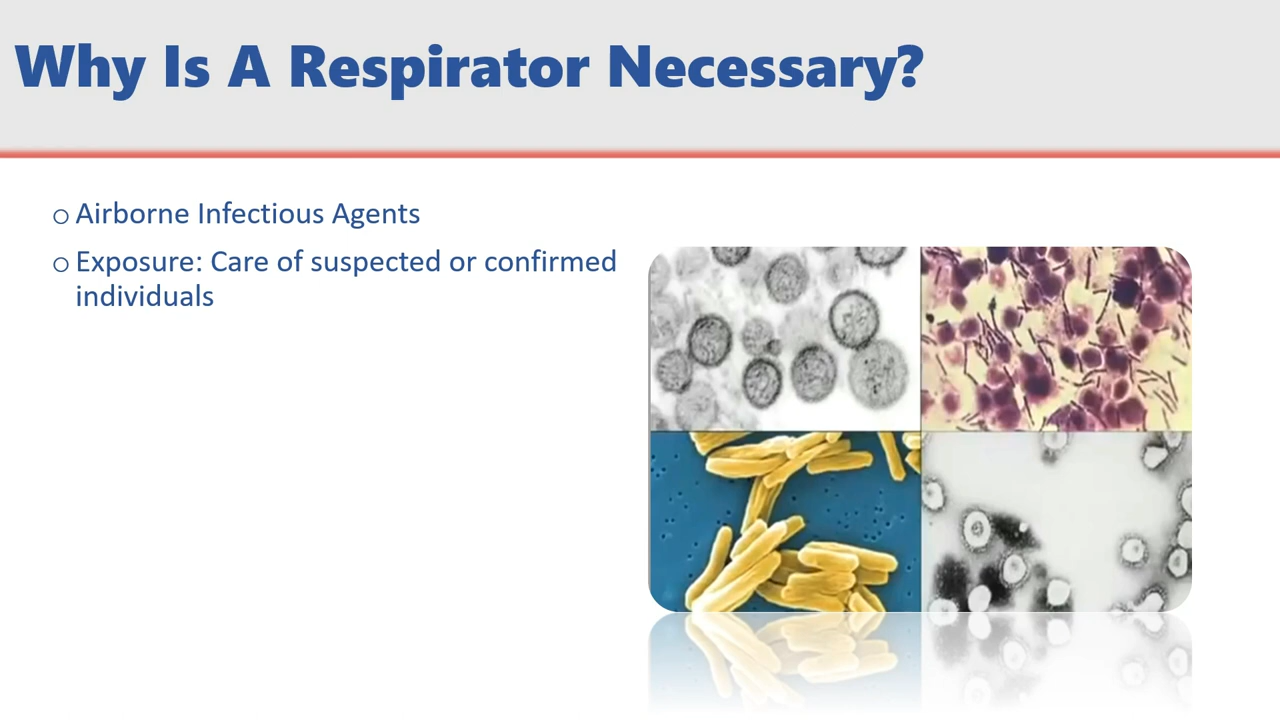 Why Is A Respirator Necessary?
o Airborne Infectious Agents
o Exposure: Care of suspected or confirmed
individuals